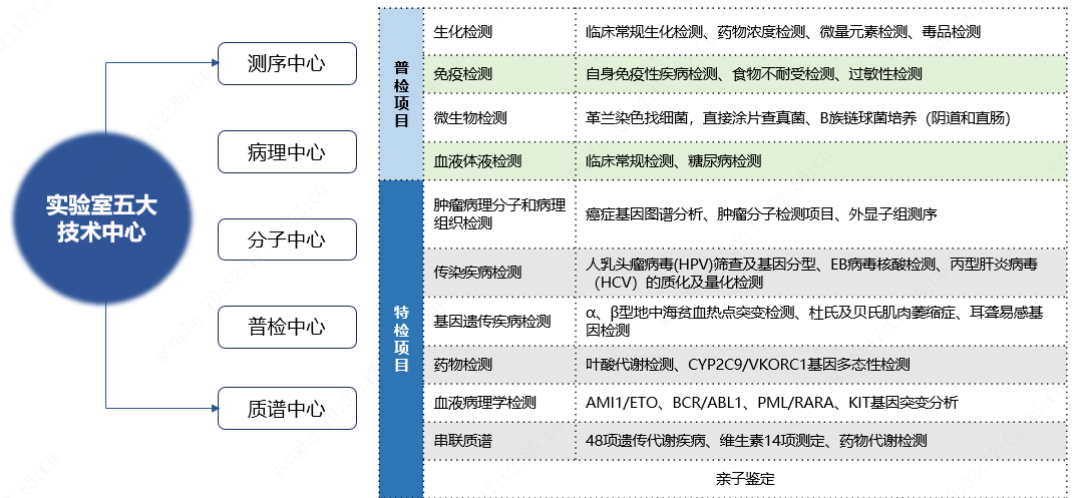 实验室五大
技术中心
测序中心
病理中心
分子中心
普检中心
质谱中心
普检项目
生化检测
临床常规生化检测、药物浓度检测、微量元素检测、毒品检测
免疫检测
自身免疫性疾病检测、食物不耐受检测、过敏性检测
微生物检测
革兰染色找细菌，直接涂片查真菌、B族链球菌培养（阴道和直肠）
血液体液检测
临床常规检测、糖尿病检测
特检项目
肿瘤病理分子和病理
组织检测
癌症基因图谱分析、肿瘤分子检测项目、外显子组测序
传染疾病检测
人乳头瘤病毒(HPV)筛查及基因分型、EB病毒核酸检测、丙型肝炎病毒
（HCV）的质化及量化检测
基因遗传疾病检测
α、β型地中海贫血热点突变检测、杜氏及贝氏肌肉萎缩症、耳聋易感基
因检测
药物检测
叶酸代谢检测、CYP2C9/VKORC1基因多态性检测
血液病理学检测
AMI1/ETO、BCR/ABL1、PML/RARA、KIT基因突变分析
串联质谱
48项遗传代谢疾病、维生素14项测定、药物代谢检测
亲子鉴定